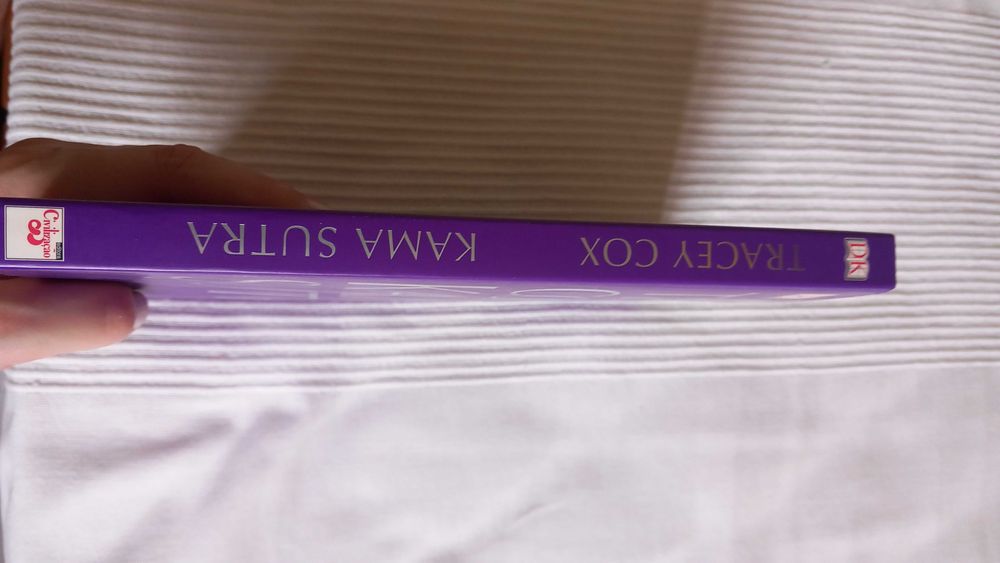 DK
TRACEY COX
KAMA SUTRA
Civilização